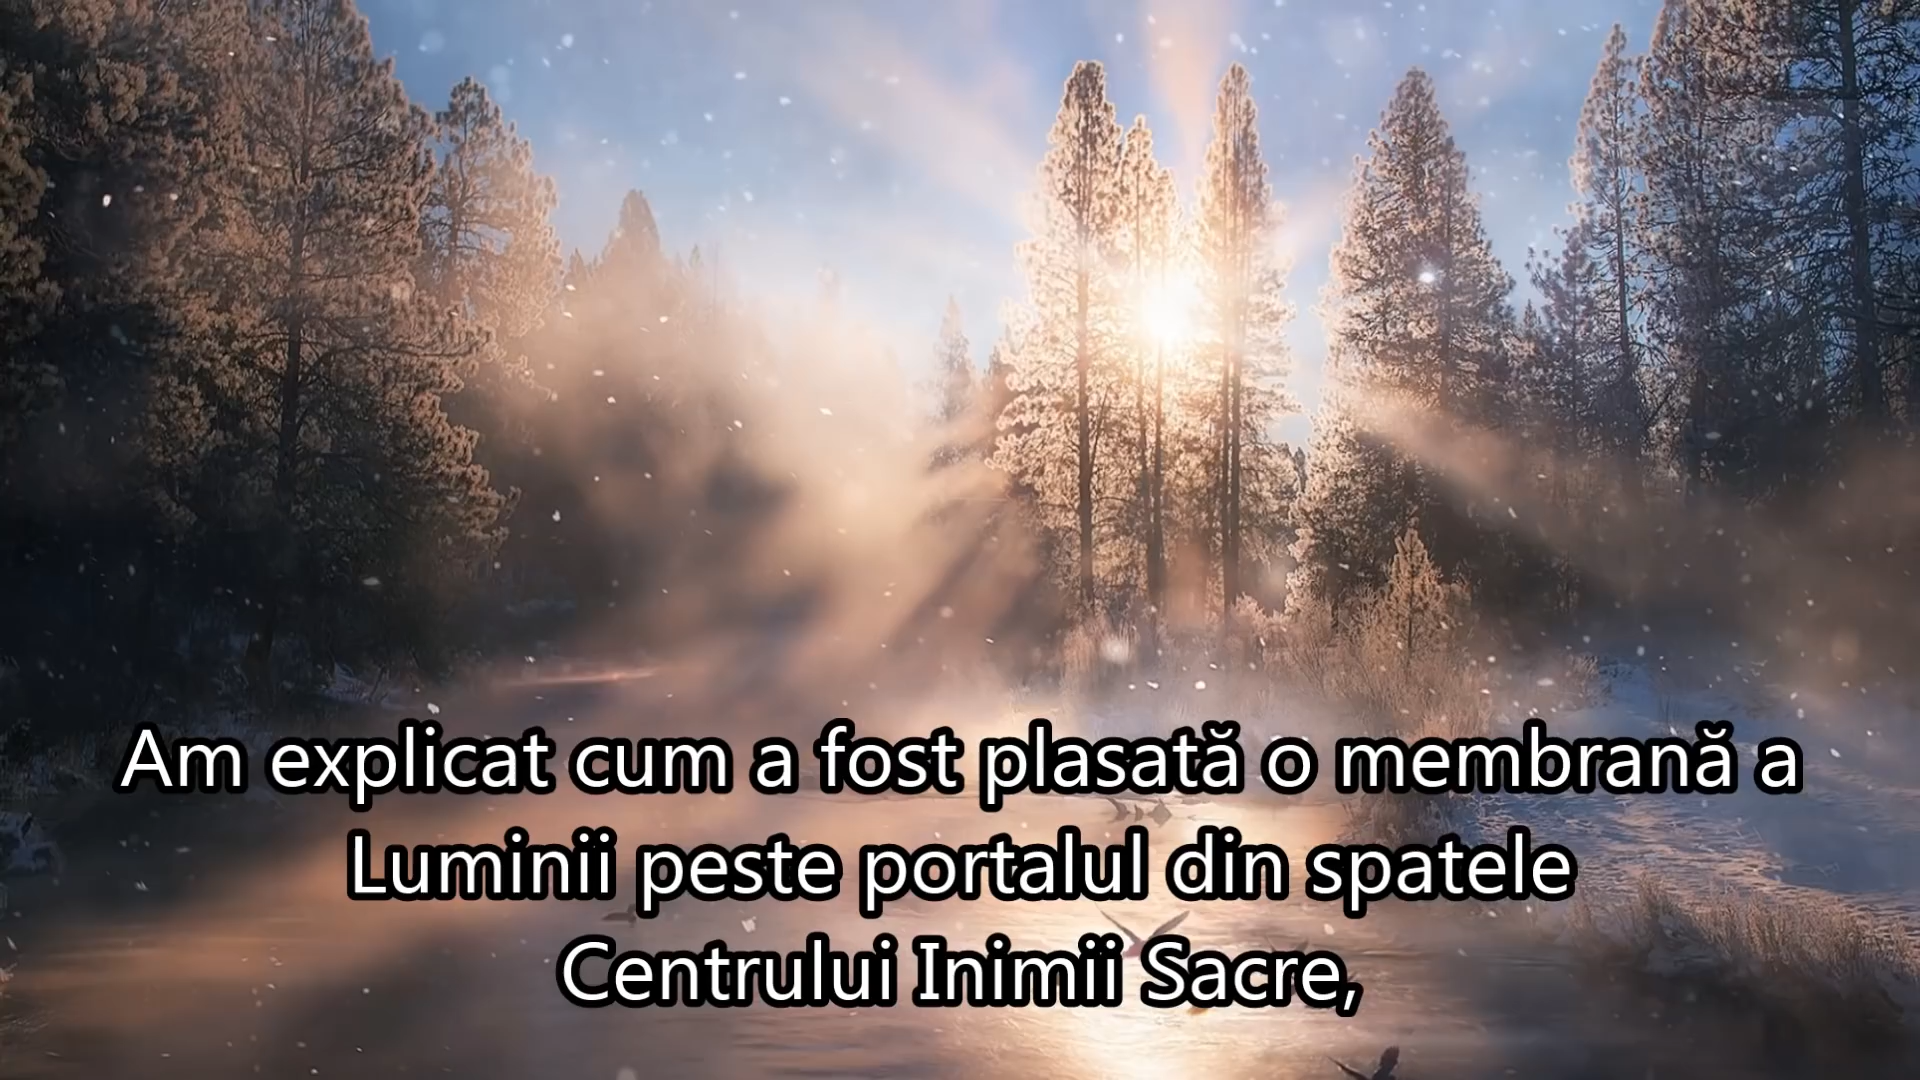 Am explicat cum a fost plasată o membrană a
Luminii peste portalul din spatele
Centrului Inimii Sacre,